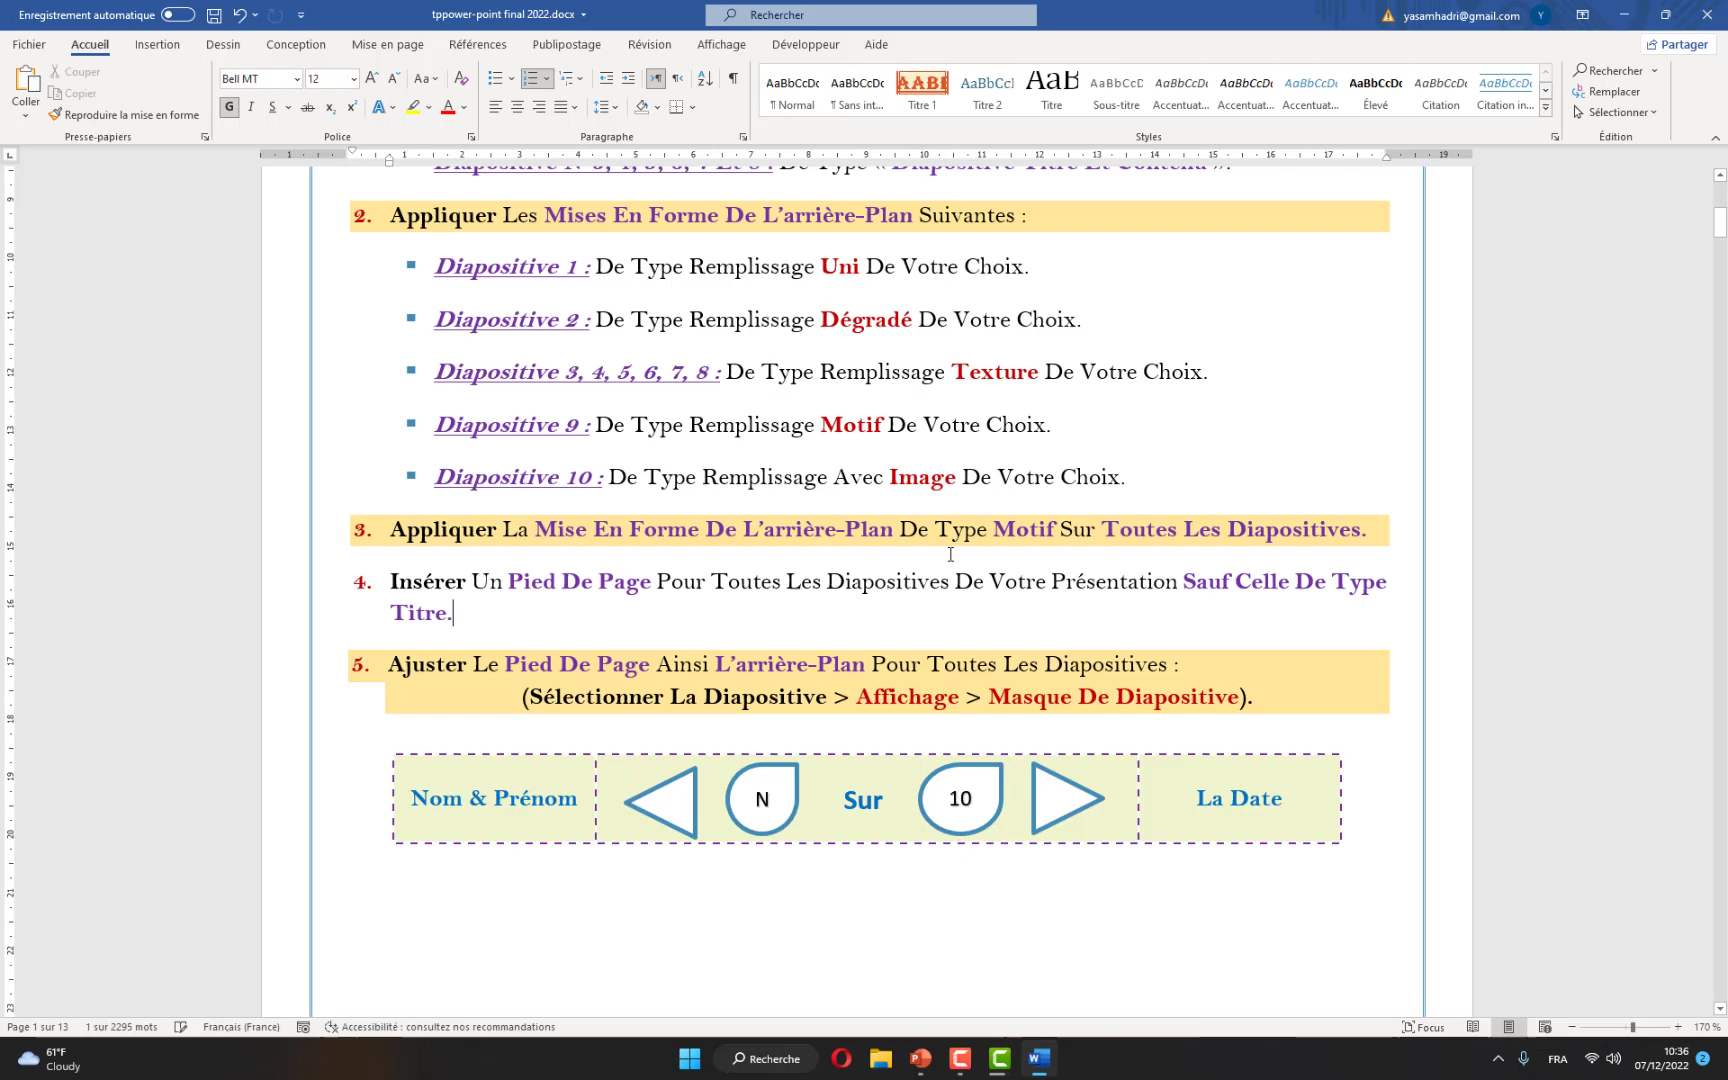 Enregistrement automatique
tppower-point final 2022.docx
Rechercher
yasamhadri@gmail.com
Y
Fichier Accueil Insertion Dessin Conception Mise en page Références Publipostage Révision Affichage Développeur Aide
Partager
Coller
Couper
Copier
Reproduire la mise en forme
Presse-papiers
Bell MT
12
Police
Paragraphe
¶ Normal
¶ Sans int...
Titre 1
Titre 2
Titre
Sous-titre
Accentuat...
Accentuat...
Accentuat...
Élevé
Citation
Citation in...
Styles
Rechercher
Remplacer
Sélectionner
Édition
2. Appliquer Les Mises En Forme De L’arrière-Plan Suivantes :
Diapositive 1 : De Type Remplissage Uni De Votre Choix.
Diapositive 2 : De Type Remplissage Dégradé De Votre Choix.
Diapositive 3, 4, 5, 6, 7, 8 : De Type Remplissage Texture De Votre Choix.
Diapositive 9 : De Type Remplissage Motif De Votre Choix.
Diapositive 10 : De Type Remplissage Avec Image De Votre Choix.
3. Appliquer La Mise En Forme De L’arrière-Plan De Type Motif Sur Toutes Les Diapositives.
4. Insérer Un Pied De Page Pour Toutes Les Diapositives De Votre Présentation Sauf Celle De Type
Titre.
5. Ajuster Le Pied De Page Ainsi L’arrière-Plan Pour Toutes Les Diapositives :
(Sélectionner La Diapositive > Affichage > Masque De Diapositive).
Nom & Prénom N Sur 10 La Date
Page 1 sur 13 1 sur 2295 mots Français (France) Accessibilité : consultez nos recommandations
Focus
170 %
61°F
Cloudy
Recherche
FRA
10:36
07/12/2022
2